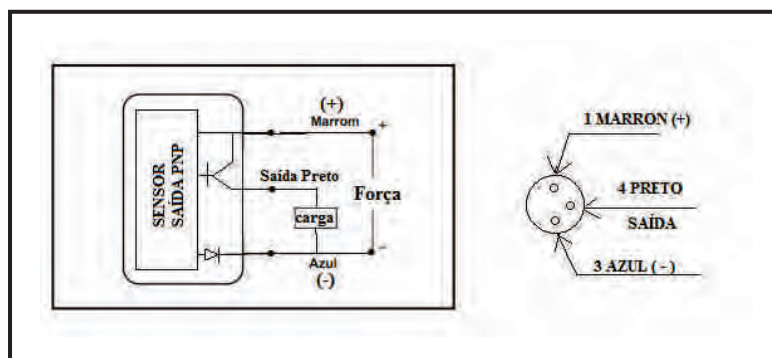 SENSOR
SAÍDA PNP
(+)
Marrom
+
Saída Preto
Força
carga
–
Azul
(-)
1 MARRON (+)
4 PRETO
SAÍDA
3 AZUL ( - )